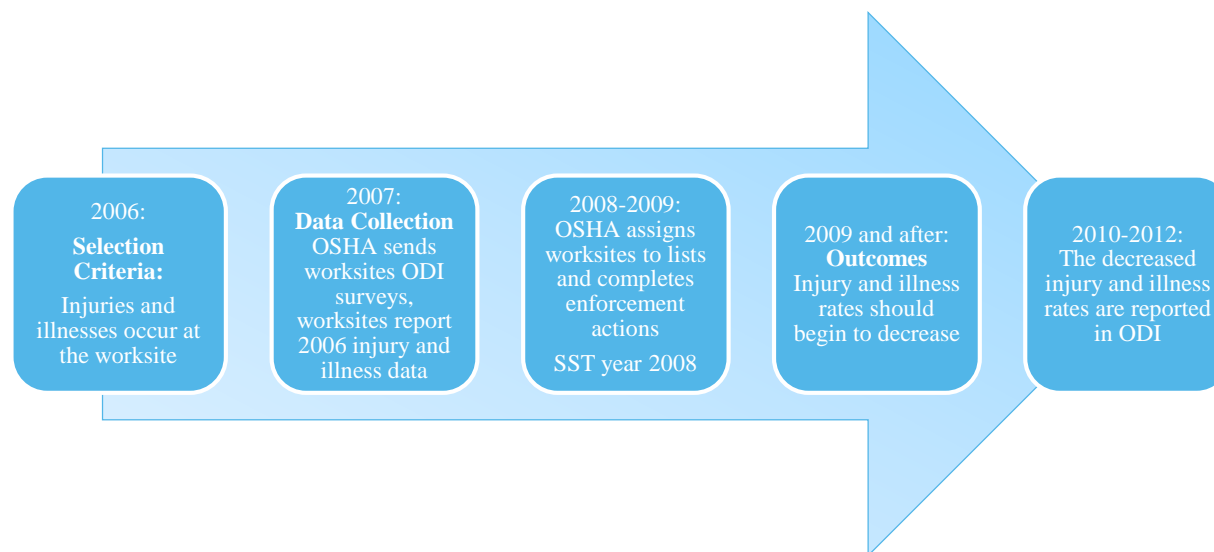 2006:
Selection
Criteria:
Injuries and
illnesses occur at
the worksite
2007:
Data Collection
OSHA sends
worksites ODI
surveys,
worksites report
2006 injury and
illness data
2008-2009:
OSHA assigns
worksites to lists
and completes
enforcement
actions
SST year 2008
2009 and after:
Outcomes
Injury and illness
rates should
begin to decrease
2010-2012:
The decreased
injury and illness
rates are reported
in ODI